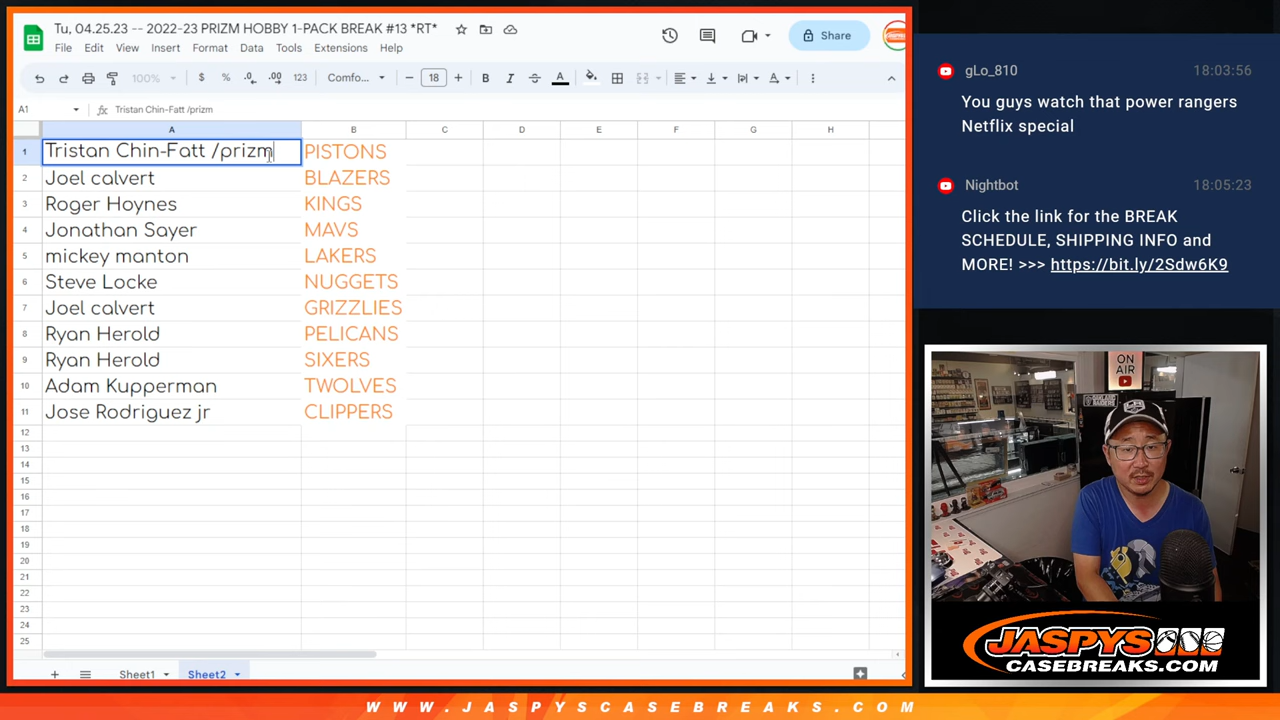 Tu, 04.25.23 -- 2022-23 PRIZM HOBBY 1-PACK BREAK #13 *RT*
File Edit View Insert Format Data Tools Extensions Help
Share
100% $ % .0 .00 123 Comfo... 18 B I A
A1 fx Tristan Chin-Fatt /prizm
A B C D E F G H
1 Tristan Chin-Fatt /prizm PISTONS
2 Joel calvert BLAZERS
3 Roger Hoynes KINGS
4 Jonathan Sayer MAVS
5 mickey manton LAKERS
6 Steve Locke NUGGETS
7 Joel calvert GRIZZLIES
8 Ryan Herold PELICANS
9 Ryan Herold SIXERS
10 Adam Kupperman TWOLVES
11 Jose Rodriguez jr CLIPPERS
12
13
14
15
16
17
18
19
20
21
22
23
24
25
Sheet1 Sheet2
gLo_810 18:03:56
You guys watch that power rangers
Netflix special
Nightbot 18:05:23
Click the link for the BREAK
SCHEDULE, SHIPPING INFO and
MORE! >>> https://bit.ly/2Sdw6K9
ON
AIR
JASPYS
CASEBREAKS.COM
WWW.JASPYSCASEBREAKS.COM